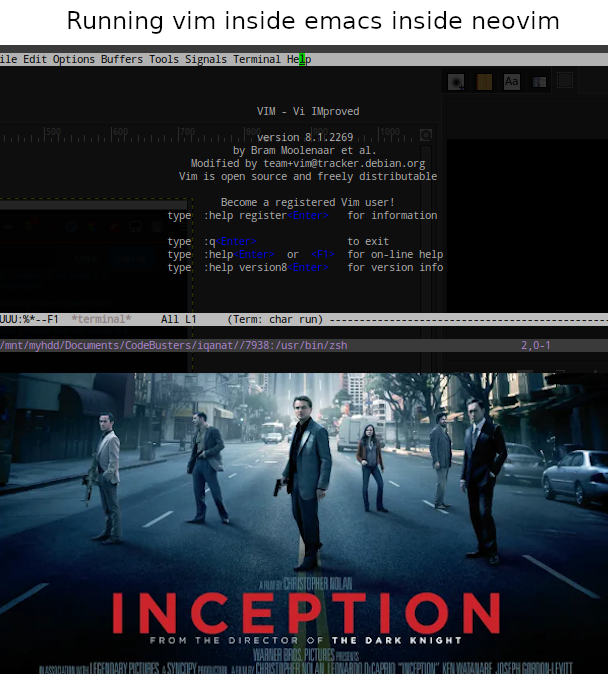 Running vim inside emacs inside neovim
ile Edit Options Buffers Tools Signals Terminal Help
Aa
VIM - Vi IMproved
500 600 700 1000
version 8.1.2269
by Bram Moolenaar et al.
Modified by team+vim@tracker.debian.org
Vim is open source and freely distributable
Become a registered Vim user!
type :help register<Enter> for information
type :q<Enter> to exit
type :help<Enter> or <F1> for on-line help
type :help version8<Enter> for version info
UUU:%*--F1 *terminal* All L1 (Term: char run) ----------------------------------------
/mnt/myhdd/Documents/CodeBusters/iqanat//7938:/usr/bin/zsh 2,0-1
A FILM BY CHRISTOPHER NOLAN
INCEPTION
FROM THE DIRECTOR OF THE DARK KNIGHT
WARNER BROS. PICTURES PRESENTS
IN ASSOCIATION WITH LEGENDARY PICTURES A SYNCOPY PRODUCTION A FILM BY CHRISTOPHER NOLAN LEONARDO DiCAPRIO "INCEPTION" KEN WATANABE JOSEPH GORDON-LEVITT